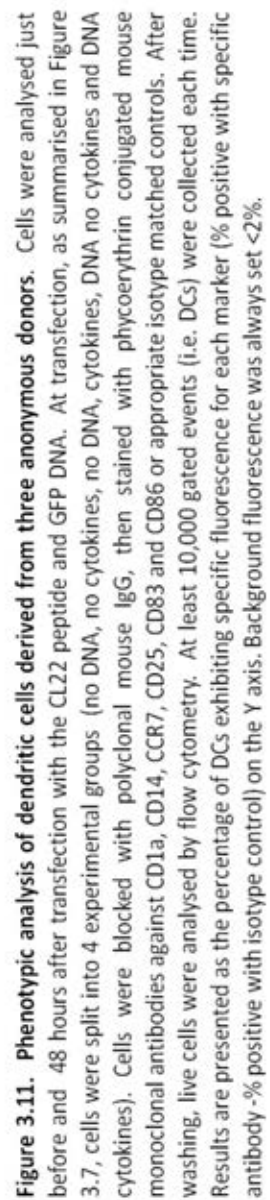 Figure 3.11. Phenotypic analysis of dendritic cells derived from three anonymous donors. Cells were analysed just
before and 48 hours after transfection with the CL22 peptide and GFP DNA. At transfection, as summarised in Figure
3.7, cells were split into 4 experimental groups (no DNA, no cytokines, no DNA, cytokines, DNA no cytokines and DNA
cytokines). Cells were blocked with polyclonal mouse IgG, then stained with phycoerythrin conjugated mouse
monoclonal antibodies against CD1a, CD14, CCR7, CD25, CD83 and CD86 or appropriate isotype matched controls. After
washing, live cells were analysed by flow cytometry. At least 10,000 gated events (i.e. DCs) were collected each time.
Results are presented as the percentage of DCs exhibiting specific fluorescence for each marker (% positive with specific
antibody -% positive with isotype control) on the Y axis. Background fluorescence was always set <2%.